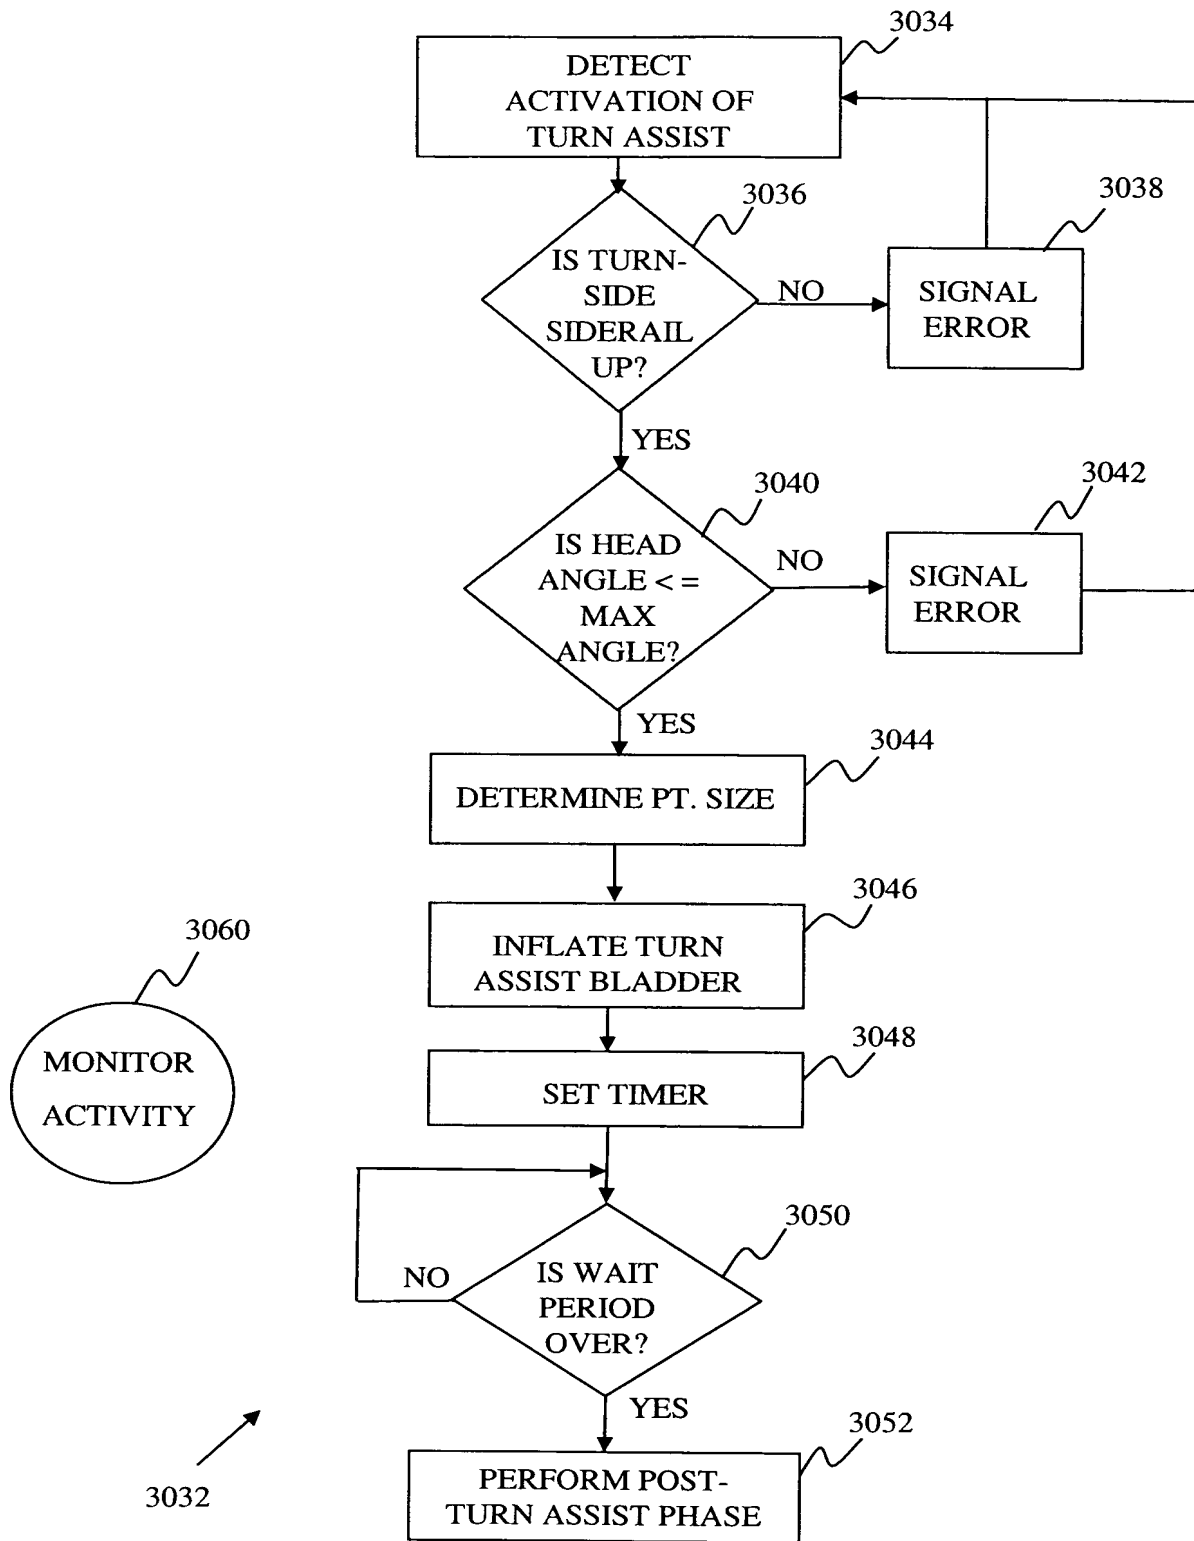 3034
DETECT
ACTIVATION OF
TURN ASSIST
3036
IS TURN-
SIDE
SIDERAIL
UP?
NO
3038
SIGNAL
ERROR
YES
3040
IS HEAD
ANGLE < =
MAX
ANGLE?
NO
3042
SIGNAL
ERROR
YES
3044
DETERMINE PT. SIZE
3046
INFLATE TURN
ASSIST BLADDER
3060
MONITOR
ACTIVITY
3048
SET TIMER
3050
IS WAIT
PERIOD
OVER?
NO
YES
3052
PERFORM POST-
TURN ASSIST PHASE
3032